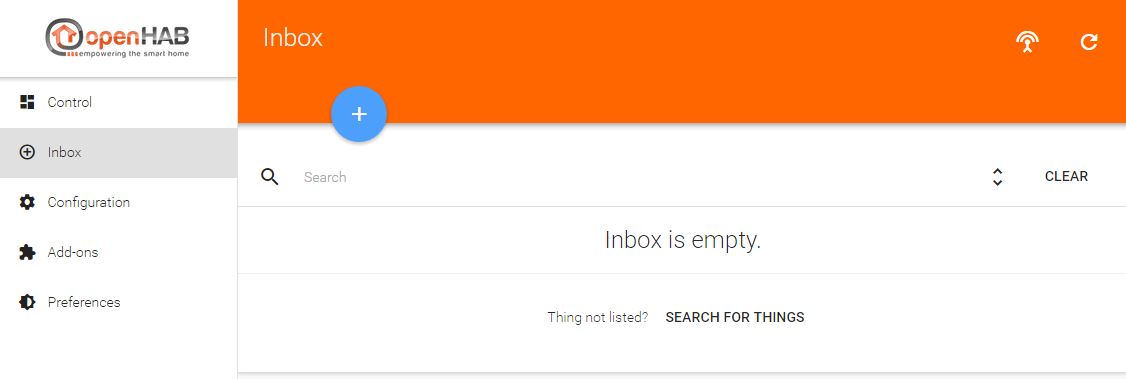 openHAB
empowering the smart home
Control
Inbox
Configuration
Add-ons
Preferences
Inbox
Search
CLEAR
Inbox is empty.
Thing not listed? SEARCH FOR THINGS